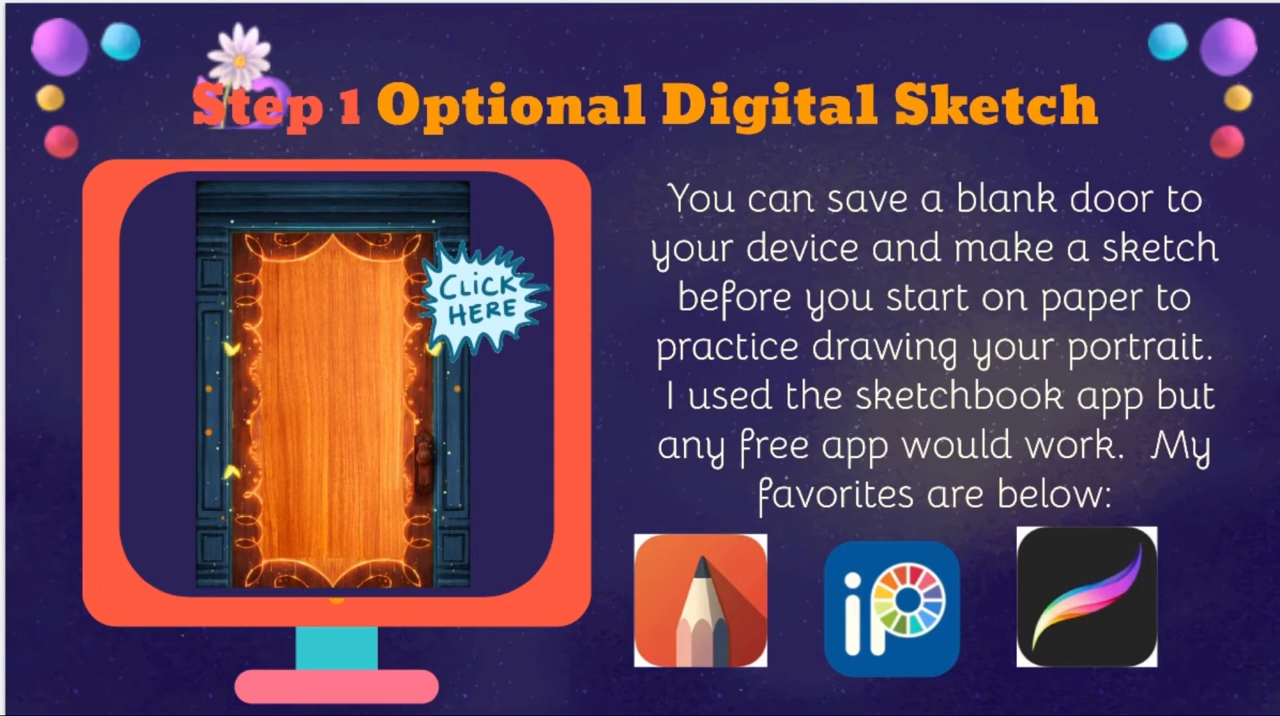 Step 1 Optional Digital Sketch
CLICK
HERE
You can save a blank door to
your device and make a sketch
before you start on paper to
practice drawing your portrait.
I used the sketchbook app but
any free app would work.  My
favorites are below:
iP